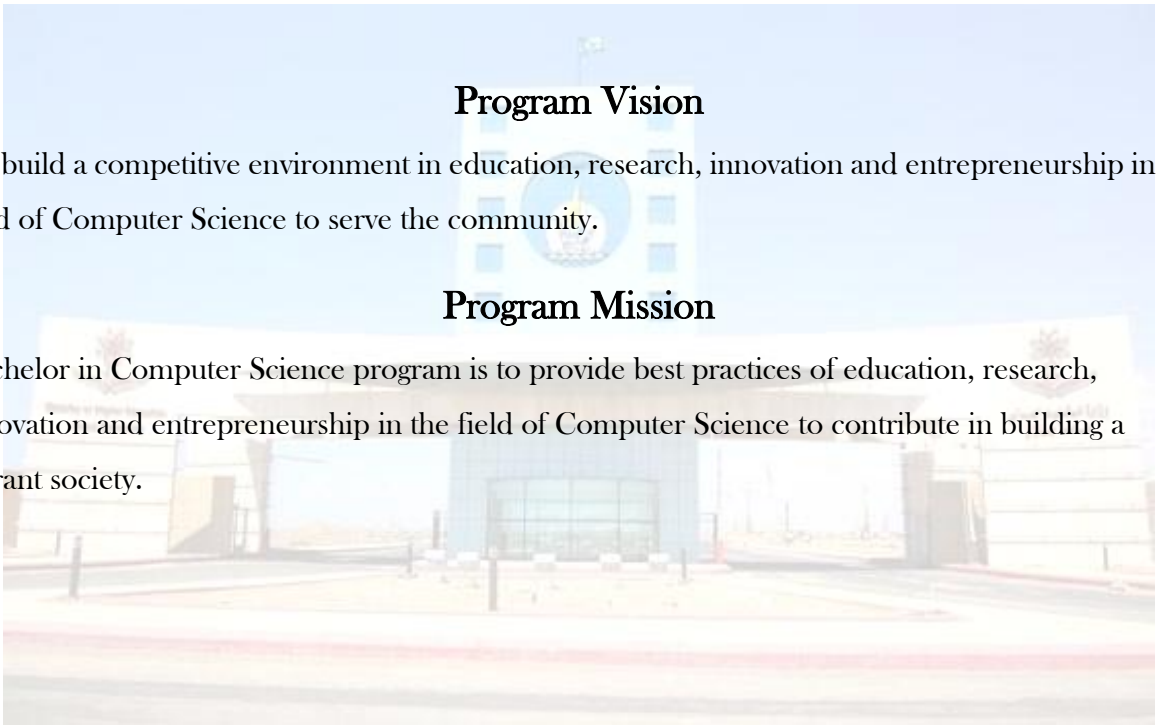 Program Vision
build a competitive environment in education, research, innovation and entrepreneurship in
d of Computer Science to serve the community.
Program Mission
chelor in Computer Science program is to provide best practices of education, research,
ovation and entrepreneurship in the field of Computer Science to contribute in building a
rant society.